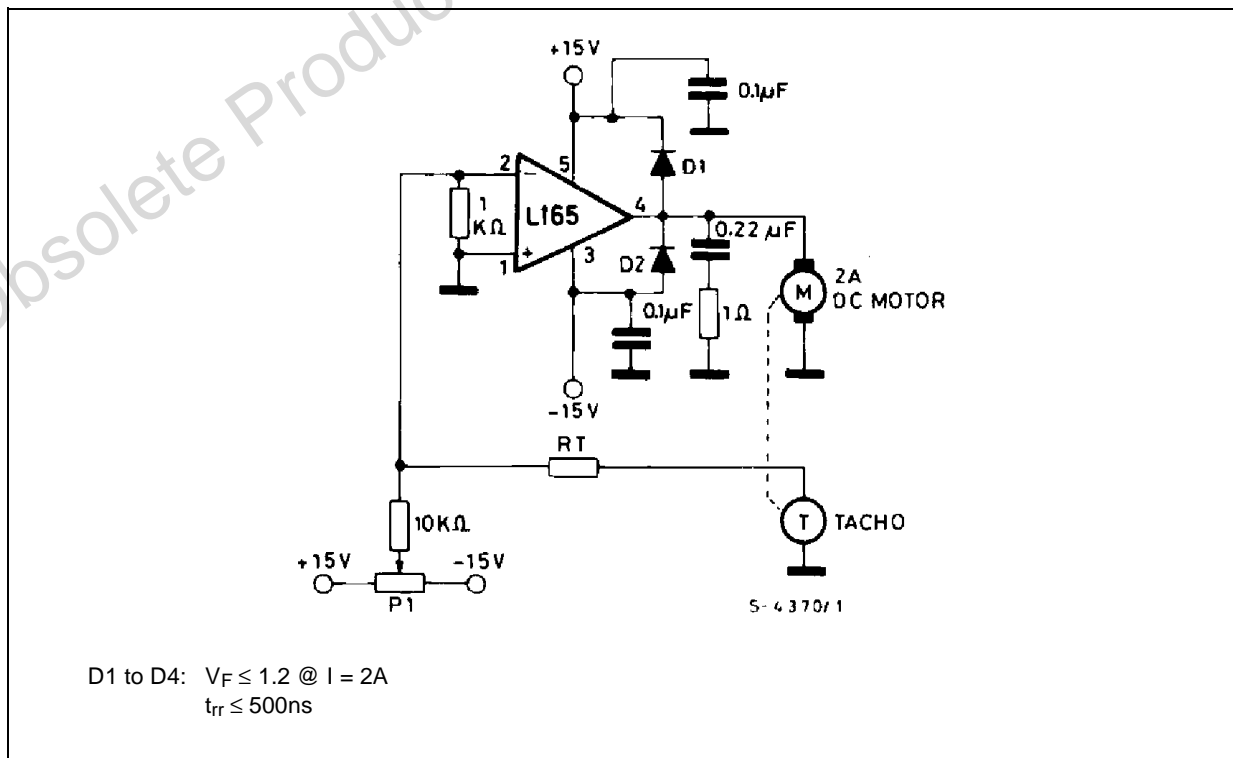 Obsolete Produc
+15V
0.1µF
2
5
D1
-
1
KΩ
L165
4
0.22 µF
+
3
1
D2
2A
M
DC MOTOR
0.1µF
1Ω
-15V
RT
10KΩ
T
TACHO
+15V
-15V
P1
S-4370/1
D1 to D4: VF ≤ 1.2 @ I = 2A
trr ≤ 500ns